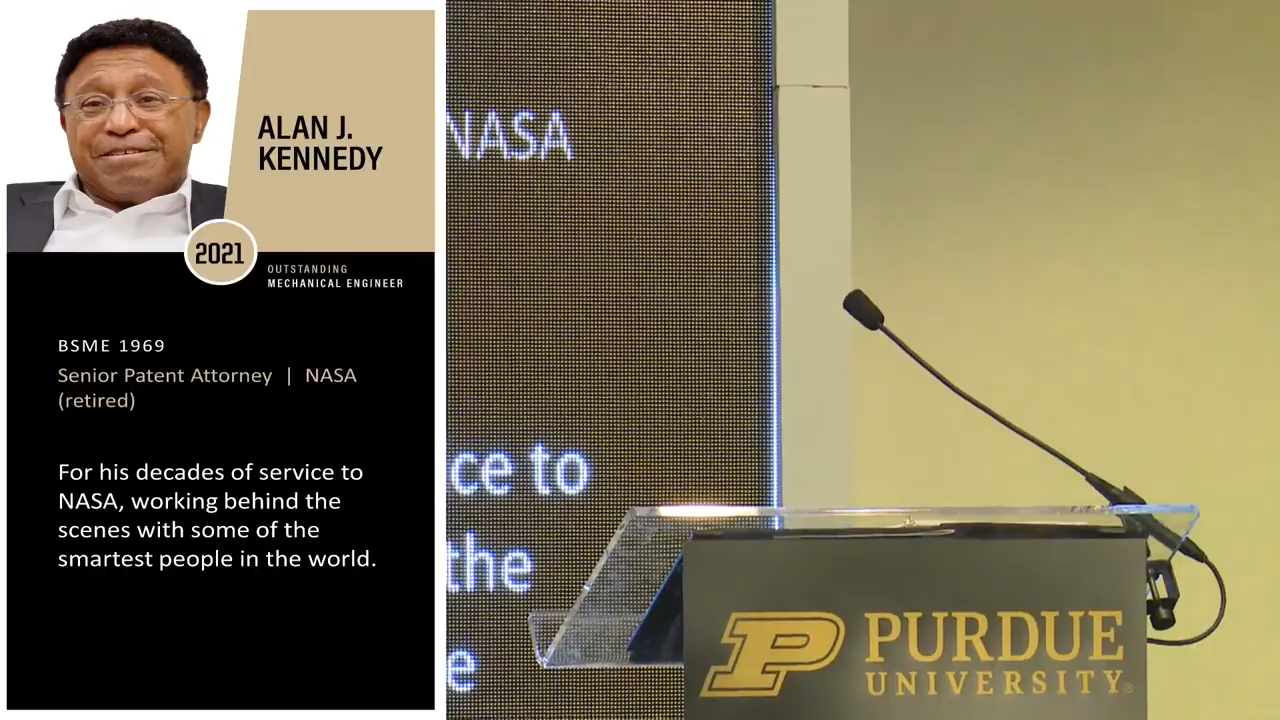 ALAN J.
KENNEDY
2021
OUTSTANDING
MECHANICAL ENGINEER
BSME 1969
Senior Patent Attorney | NASA
(retired)
For his decades of service to
NASA, working behind the
scenes with some of the
smartest people in the world.
NASA
ce to
the
e
P PURDUE
UNIVERSITY®